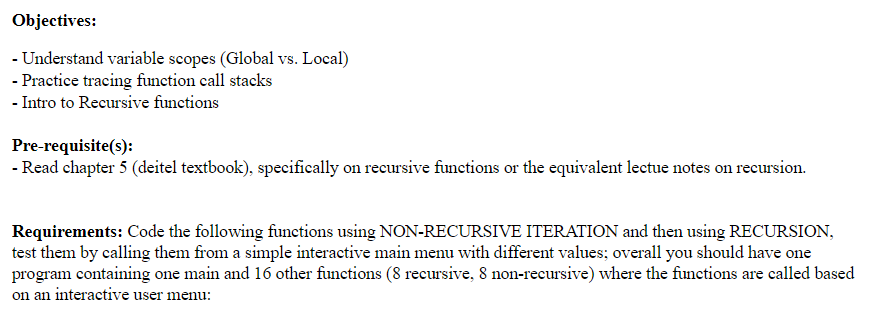 Objectives:
- Understand variable scopes (Global vs. Local)
- Practice tracing function call stacks
- Intro to Recursive functions
Pre-requisite(s):
- Read chapter 5 (deitel textbook), specifically on recursive functions or the equivalent lectue notes on recursion.
Requirements: Code the following functions using NON-RECURSIVE ITERATION and then using RECURSION,
test them by calling them from a simple interactive main menu with different values; overall you should have one
program containing one main and 16 other functions (8 recursive, 8 non-recursive) where the functions are called based
on an interactive user menu: